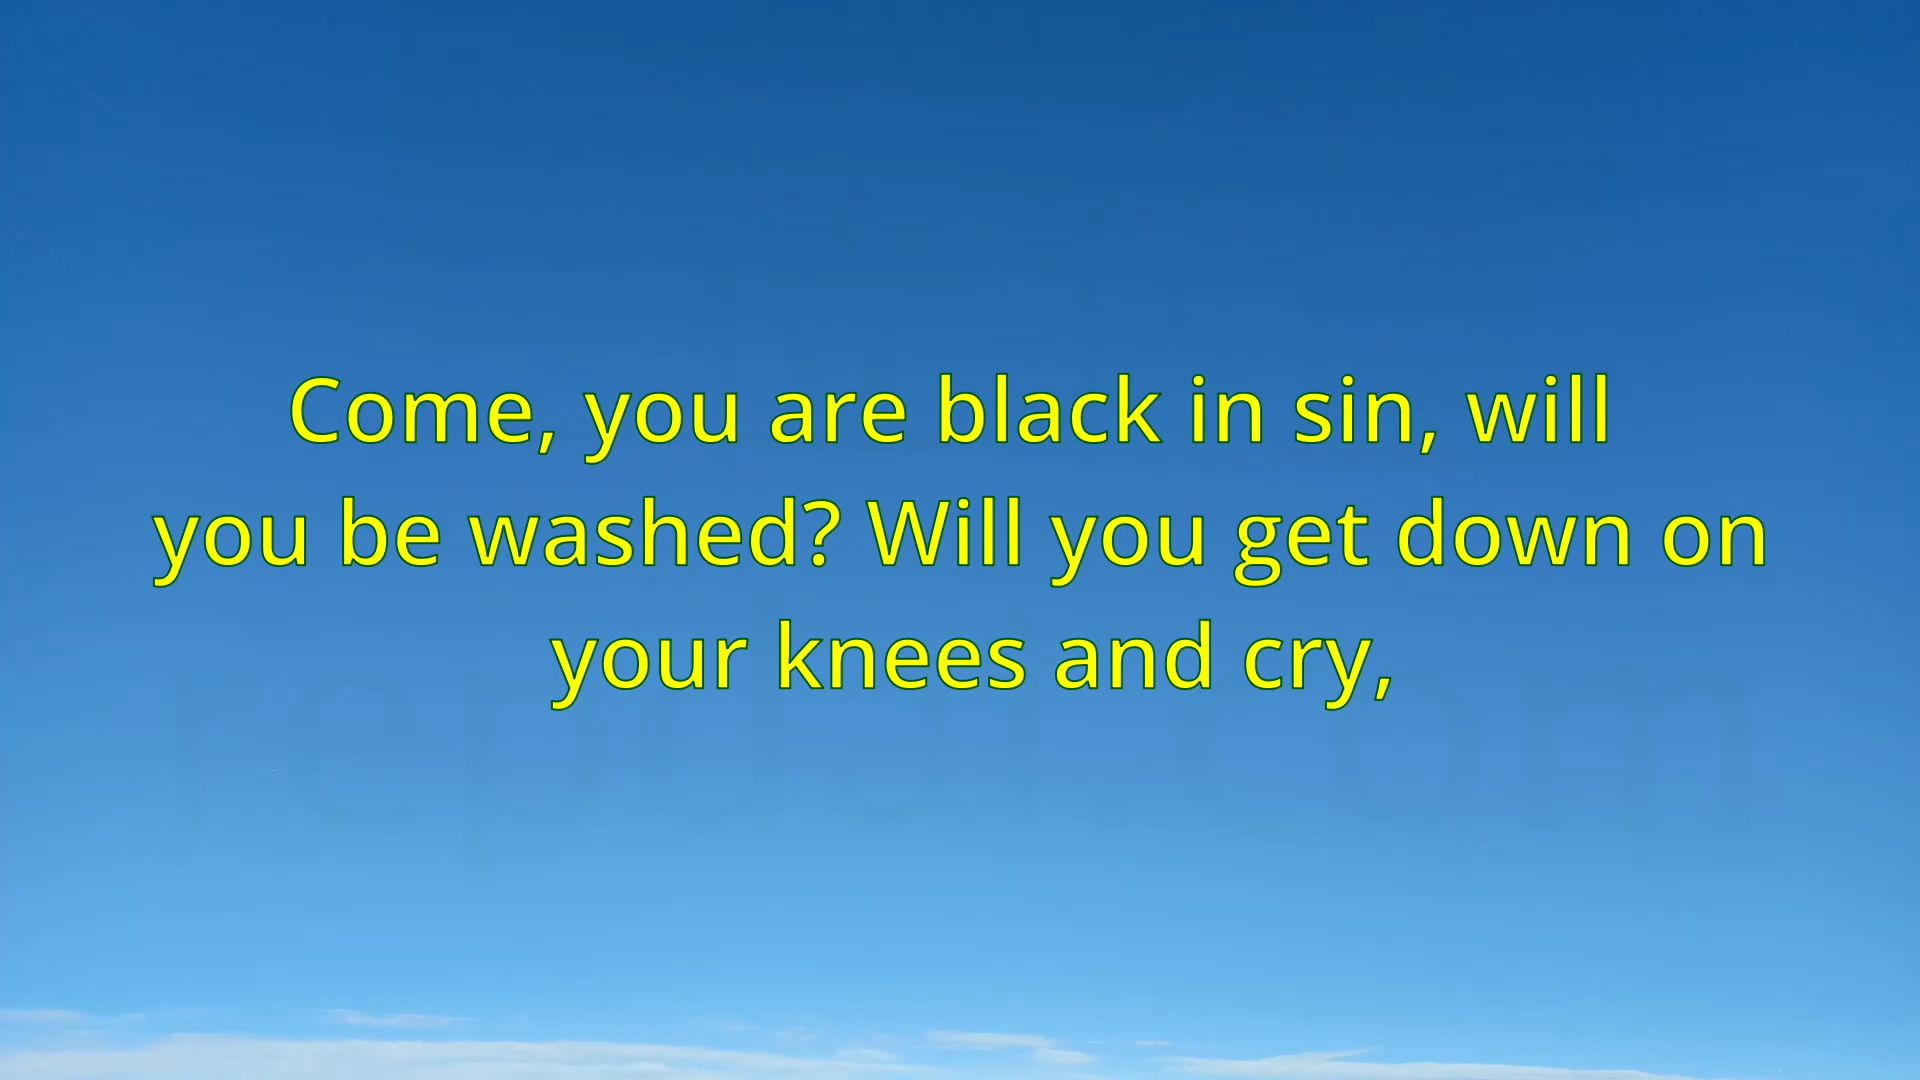 Come, you are black in sin, will
you be washed? Will you get down on
your knees and cry,